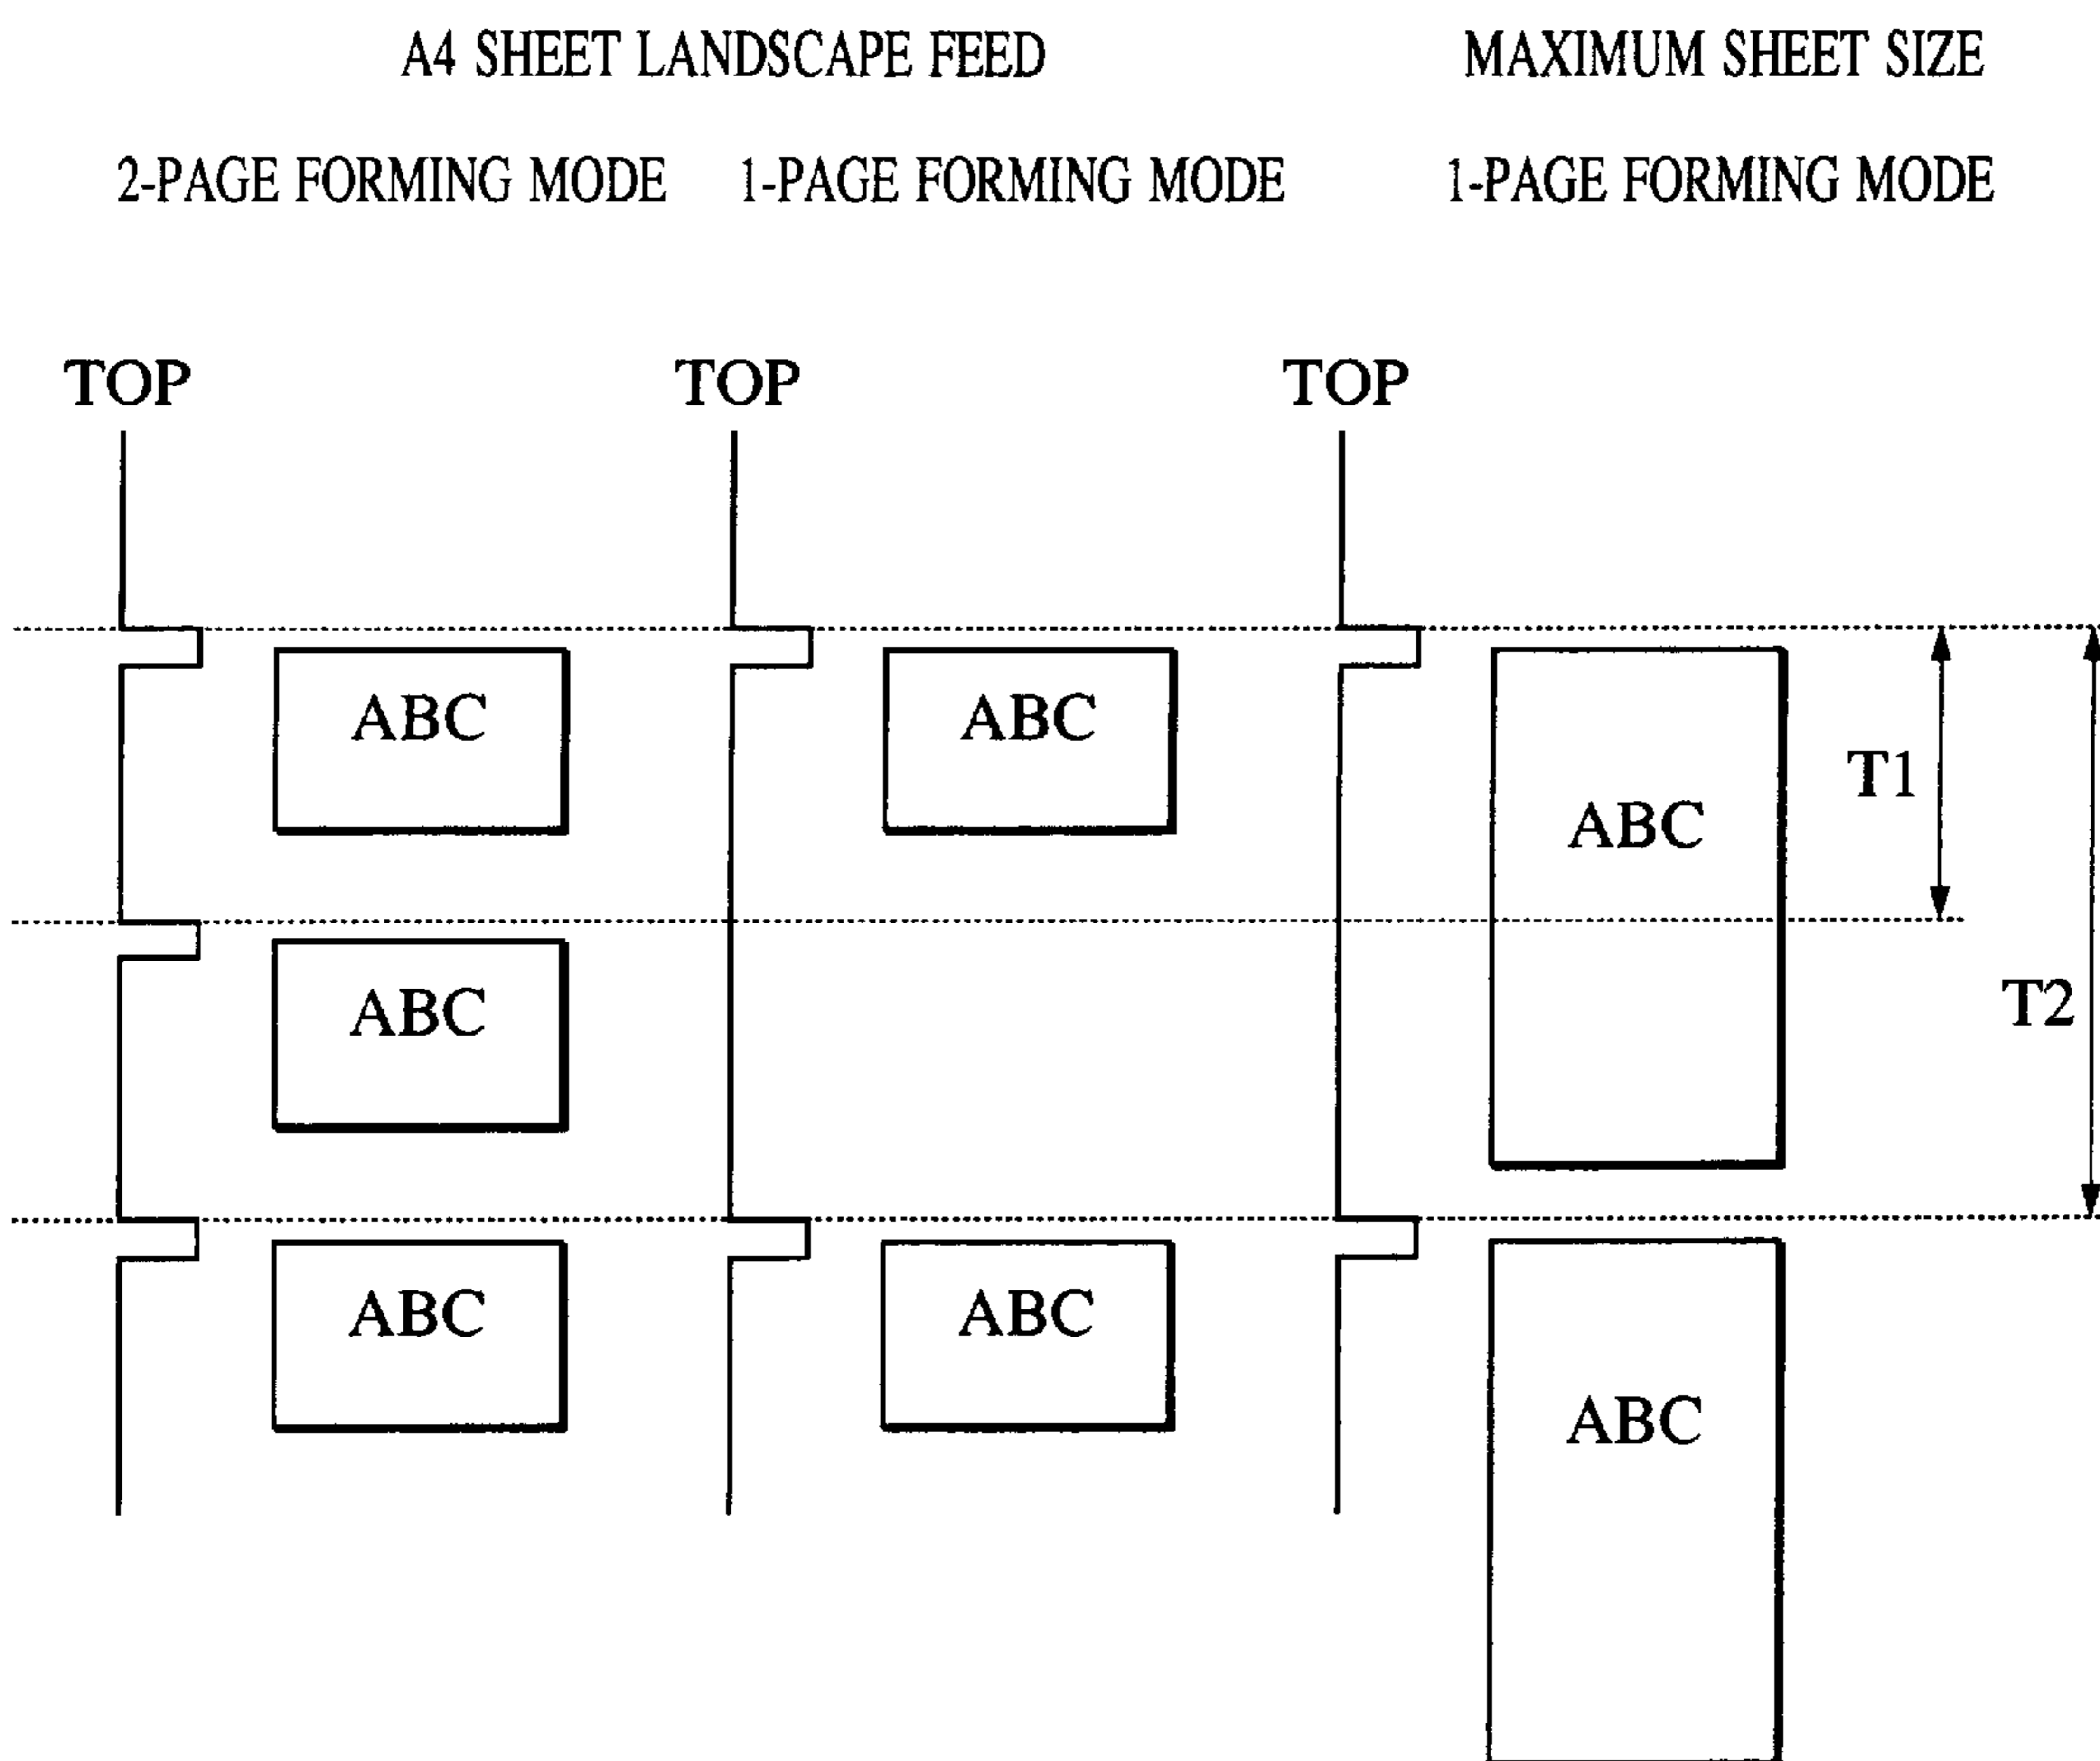 A4 SHEET LANDSCAPE FEED MAXIMUM SHEET SIZE
2-PAGE FORMING MODE 1-PAGE FORMING MODE 1-PAGE FORMING MODE
TOP TOP TOP
ABC ABC
T1
ABC
ABC
T2
ABC ABC
ABC